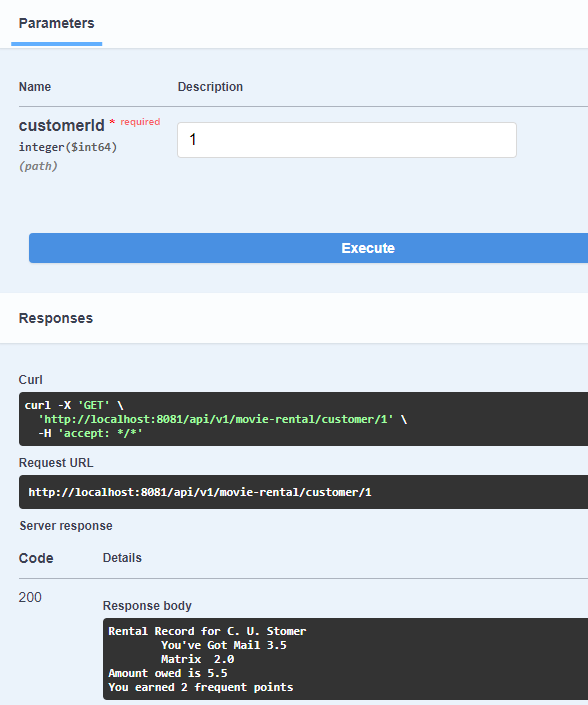 Parameters
Name Description
customerId * required
integer($int64)
(path)
1
Execute
Responses
Curl
curl -X 'GET' \
'http://localhost:8081/api/v1/movie-rental/customer/1' \
-H 'accept: */*'
Request URL
http://localhost:8081/api/v1/movie-rental/customer/1
Server response
Code Details
200
Response body
Rental Record for C. U. Stomer
You've Got Mail 3.5
Matrix  2.0
Amount owed is 5.5
You earned 2 frequent points